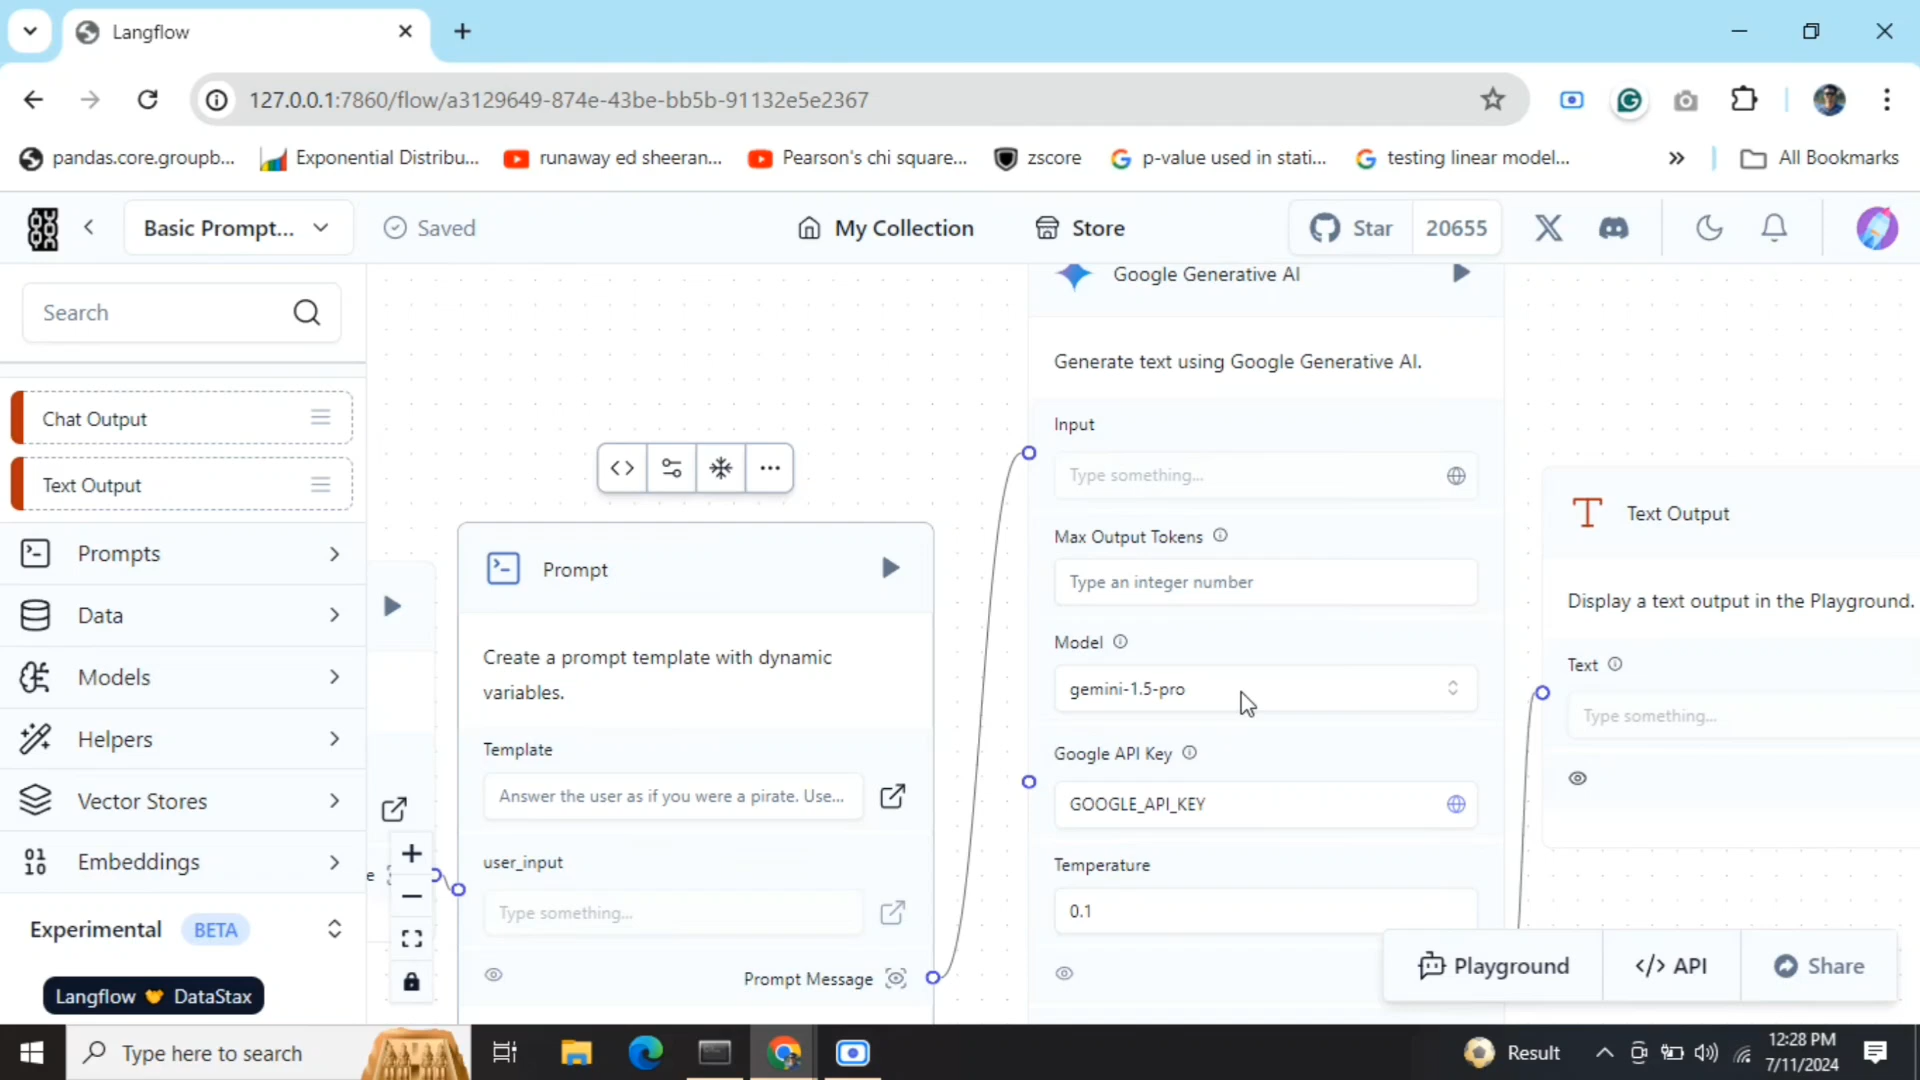 Langflow
127.0.0.1:7860/flow/a3129649-874e-43be-bb5b-91132e5e2367
pandas.core.groupb...
Exponential Distribu...
runaway ed sheeran...
Pearson's chi square...
zscore
p-value used in stati...
testing linear model...
All Bookmarks
Basic Prompt...
Saved
My Collection
Store
Star
20655
Search
Chat Output
Text Output
Prompts
Data
Models
Helpers
Vector Stores
Embeddings
Experimental
BETA
Langflow
DataStax
Prompt
Create a prompt template with dynamic
variables.
Template
Answer the user as if you were a pirate. Use...
user_input
Type something...
Prompt Message
e
Google Generative AI
Generate text using Google Generative AI.
Input
Type something...
Max Output Tokens
Type an integer number
Model
gemini-1.5-pro
Google API Key
GOOGLE_API_KEY
Temperature
0.1
Text Output
Display a text output in the Playground.
Text
Type something...
Playground
API
Share
Type here to search
Result
12:28 PM
7/11/2024